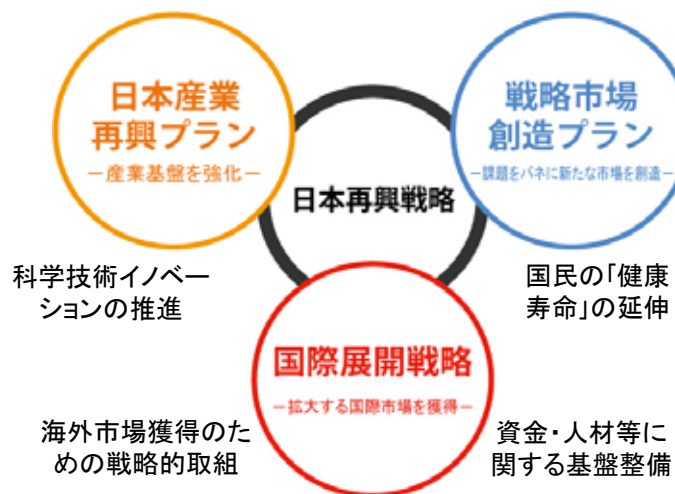 日本産業
再興プラン
－産業基盤を強化－
戦略市場
創造プラン
－課題をバネに新たな市場を創造－
日本再興戦略
科学技術イノベー
ションの推進
国民の「健康
寿命」の延伸
国際展開戦略
－拡大する国際市場を獲得－
海外市場獲得のた
めの戦略的取組
資金・人材等に
関する基盤整備